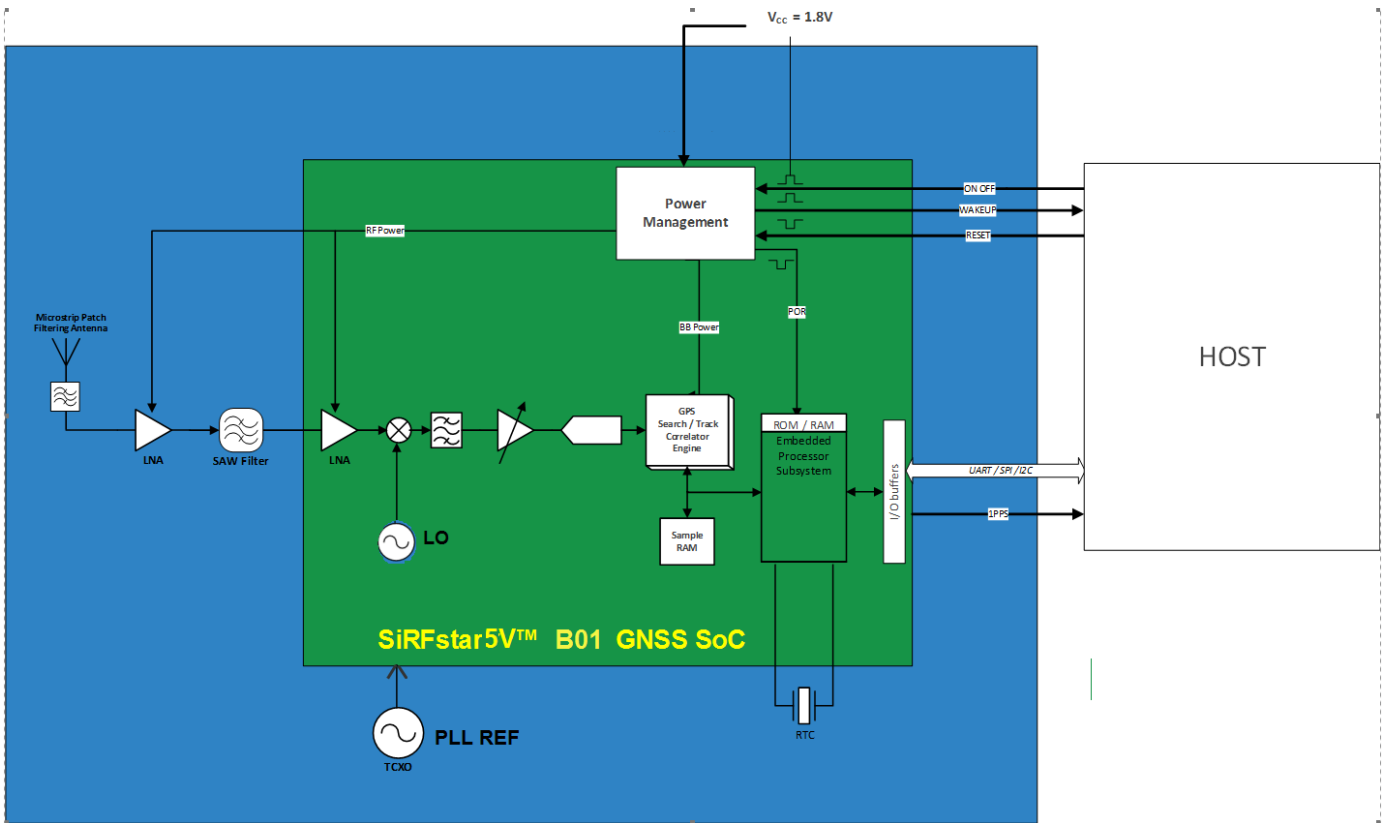 VCC = 1.8V
Power
Management
ON OFF
WAKEUP
RESET
RF Power
BB Power
POR
HOST
Microstrip Patch
Filtering Antenna
LNA
SAW Filter
LNA
GPS
Search / Track
Correlator
Engine
ROM / RAM
Embedded
Processor
Subsystem
I/O buffers
UART / SPI / I2C
1PPS
LO
Sample
RAM
SiRFstar5V™ B01 GNSS SoC
PLL REF
TCXO
RTC